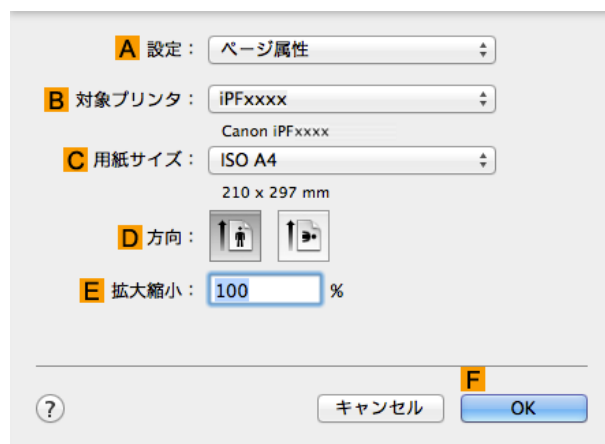 A 設定： ページ属性
B 対象プリンタ： iPFxxxx
Canon iPFxxxx
C 用紙サイズ： ISO A4
210 x 297 mm
D 方向：
E 拡大縮小： 100 %
F
? キャンセル OK